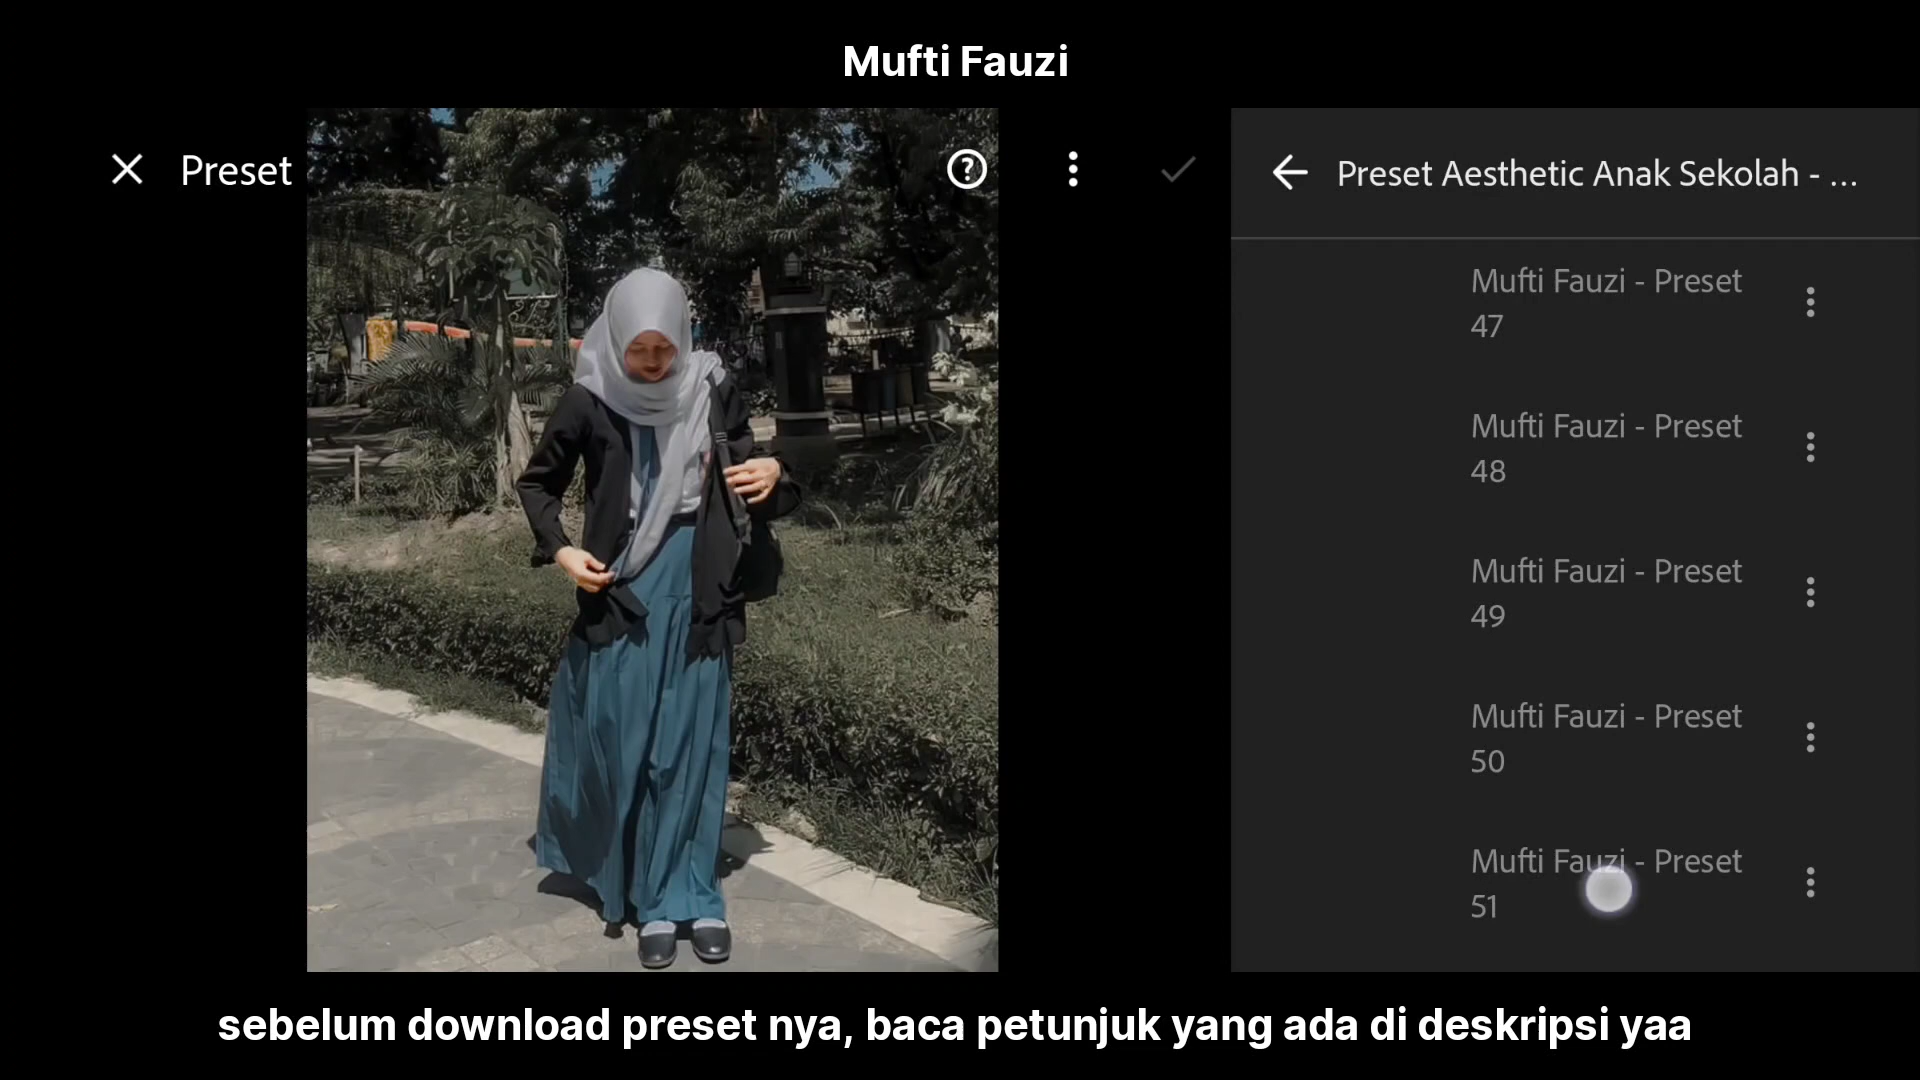 Mufti Fauzi
Preset
Preset Aesthetic Anak Sekolah - ...
Mufti Fauzi - Preset
47
Mufti Fauzi - Preset
48
Mufti Fauzi - Preset
49
Mufti Fauzi - Preset
50
Mufti Fauzi - Preset
51
sebelum download preset nya, baca petunjuk yang ada di deskripsi yaa